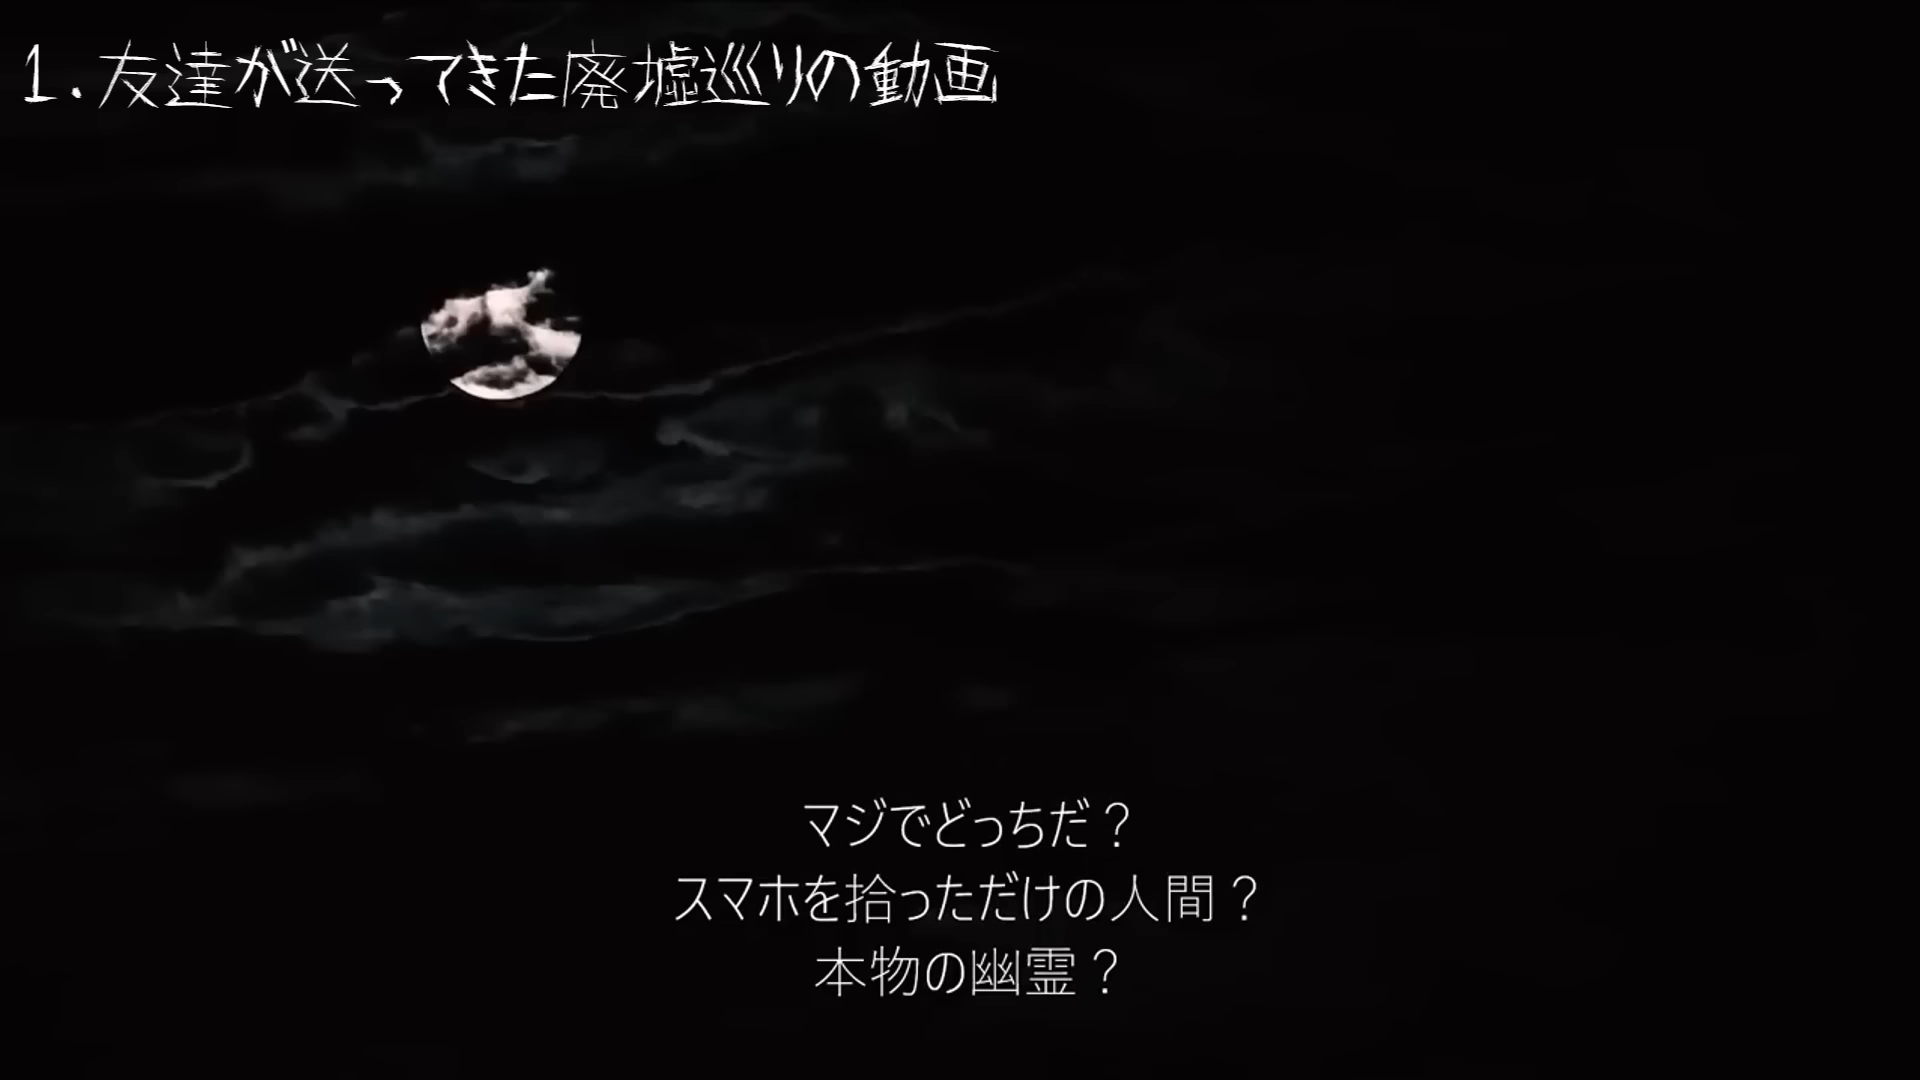 1.友達が送ってきた廃墟巡りの動画
マジでどっちだ？
スマホを拾っただけの人間？
本物の幽霊？